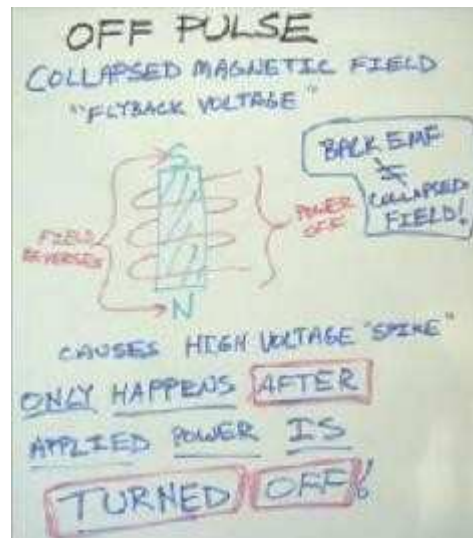 OFF PULSE
COLLAPSED MAGNETIC FIELD
"FLYBACK VOLTAGE"
S
BACK EMF
≠
COLLAPSED
FIELD!
FIELD
REVERSES
POWER
OFF
N
CAUSES HIGH VOLTAGE "SPIKE"
ONLY HAPPENS AFTER
APPLIED POWER IS
TURNED OFF!